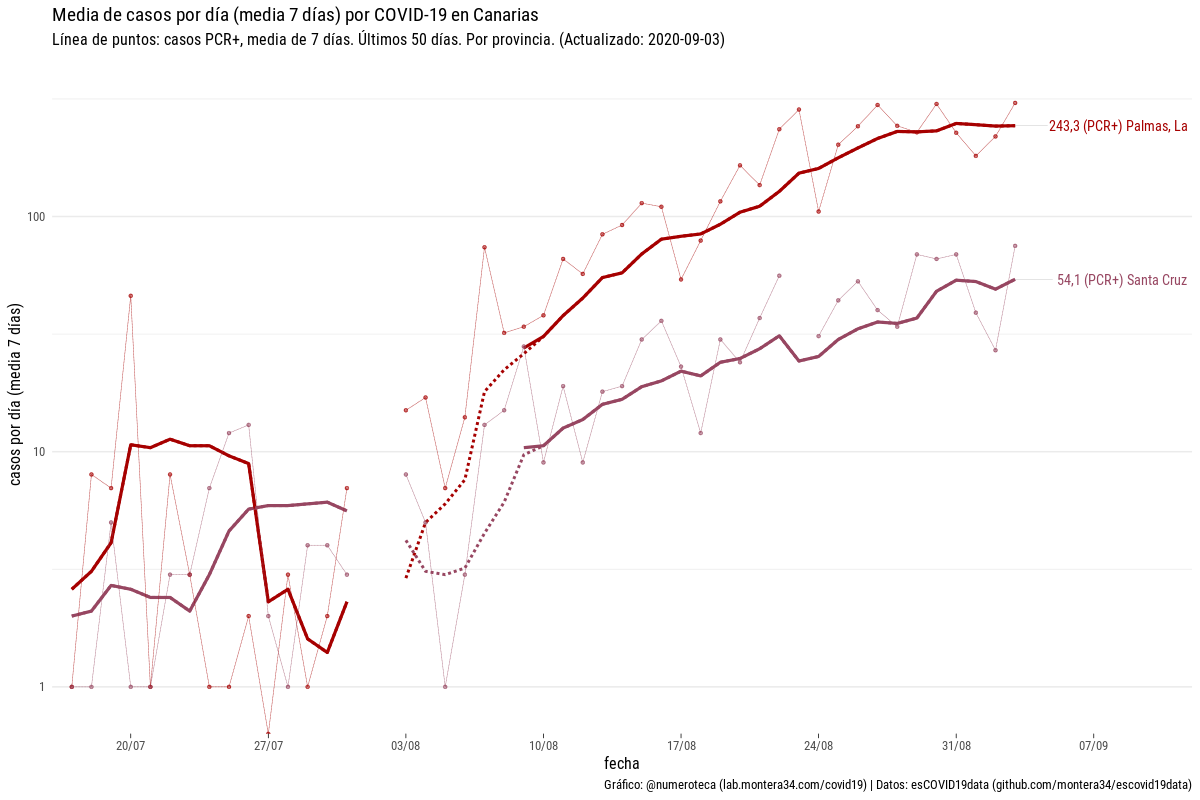 Media de casos por día (media 7 días) por COVID-19 en Canarias
Línea de puntos: casos PCR+, media de 7 días. Últimos 50 días. Por provincia. (Actualizado: 2020-09-03)
casos por día (media 7 días)
100
10
1
243,3 (PCR+) Palmas, La
54,1 (PCR+) Santa Cruz
20/07
27/07
03/08
10/08
17/08
24/08
31/08
07/09
fecha
Gráfico: @numeroteca (lab.montera34.com/covid19) | Datos: esCOVID19data (github.com/montera34/escovid19data)